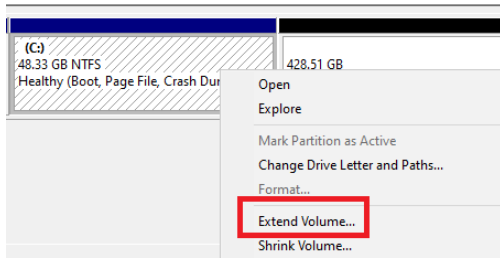 (C:)
48.33 GB NTFS
Healthy (Boot, Page File, Crash Dur
428.51 GB
Open
Explore
Mark Partition as Active
Change Drive Letter and Paths...
Format...
Extend Volume...
Shrink Volume...